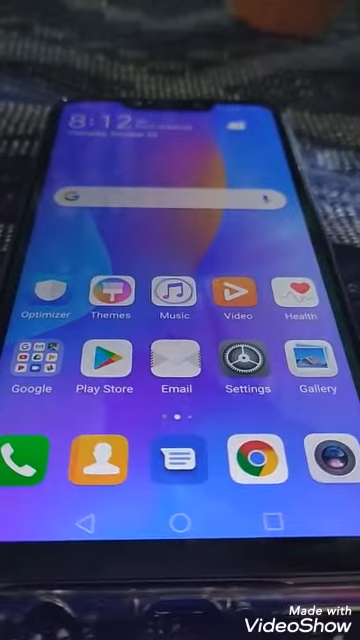 8:12
Optimizer Themes Music Video Health
Google Play Store Email Settings Gallery
Made with
VideoShow